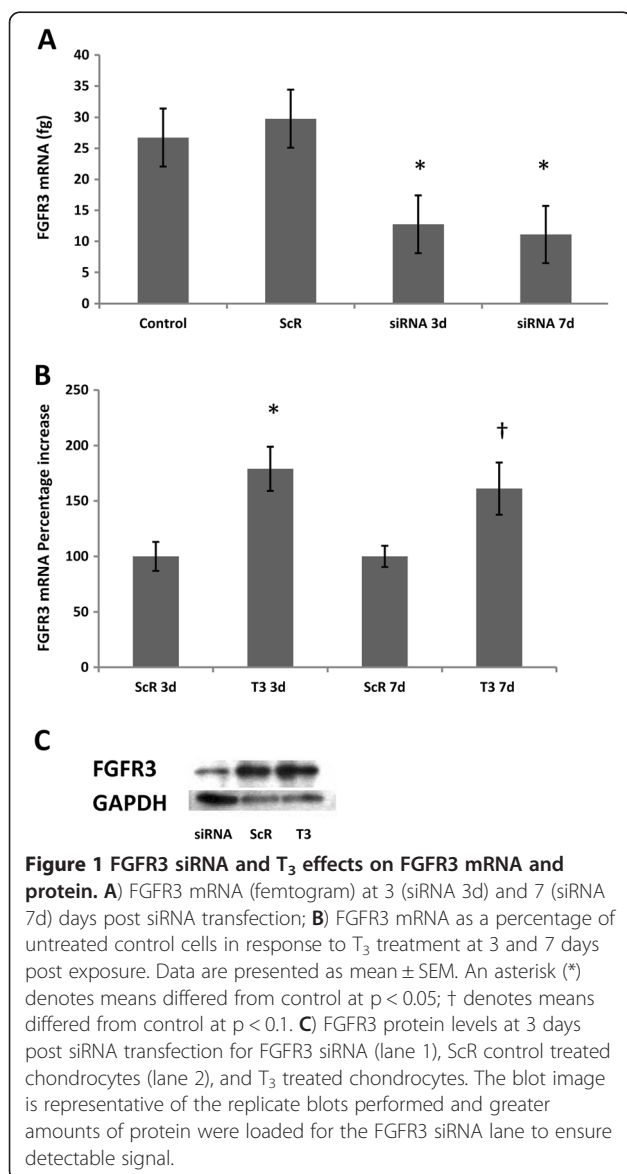 A
FGFR3 mRNA (fg)
40
35
30
25
20
15
10
5
0
*
*
Control ScR siRNA 3d siRNA 7d
B
FGFR3 mRNA Percentage increase
250
200
150
100
50
0
*
†
ScR 3d T3 3d ScR 7d T3 7d
C
FGFR3
GAPDH
siRNA ScR T3
Figure 1 FGFR3 siRNA and T₃ effects on FGFR3 mRNA and
protein. A) FGFR3 mRNA (femtogram) at 3 (siRNA 3d) and 7 (siRNA
7d) days post siRNA transfection; B) FGFR3 mRNA as a percentage of
untreated control cells in response to T₃ treatment at 3 and 7 days
post exposure. Data are presented as mean ± SEM. An asterisk (*)
denotes means differed from control at p < 0.05; † denotes means
differed from control at p < 0.1. C) FGFR3 protein levels at 3 days
post siRNA transfection for FGFR3 siRNA (lane 1), ScR control treated
chondrocytes (lane 2), and T₃ treated chondrocytes. The blot image
is representative of the replicate blots performed and greater
amounts of protein were loaded for the FGFR3 siRNA lane to ensure
detectable signal.